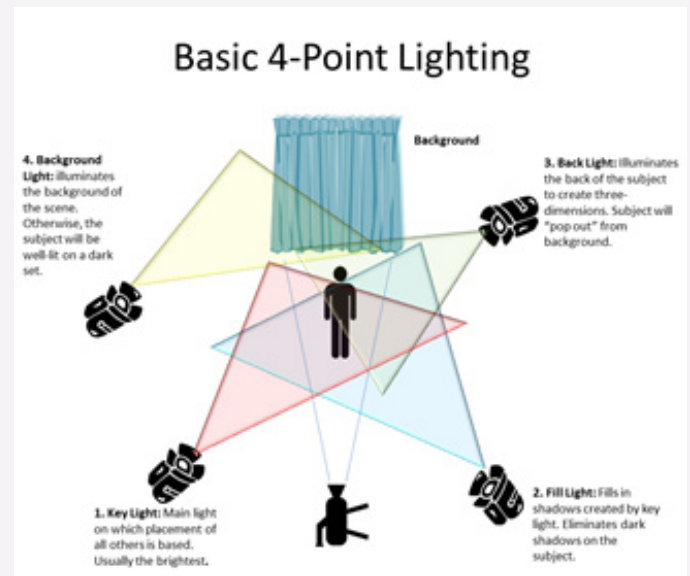 Basic 4-Point Lighting
Background
4. Background
Light: illuminates
the background of
the scene.
Otherwise, the
subject will be
well-lit on a dark
set.
3. Back Light: Illuminates
the back of the subject
to create three-
dimensions. Subject will
"pop out" from
background.
1. Key Light: Main light
on which placement of
all others is based.
Usually the brightest.
2. Fill Light: Fills in
shadows created by key
light. Eliminates dark
shadows on the
subject.